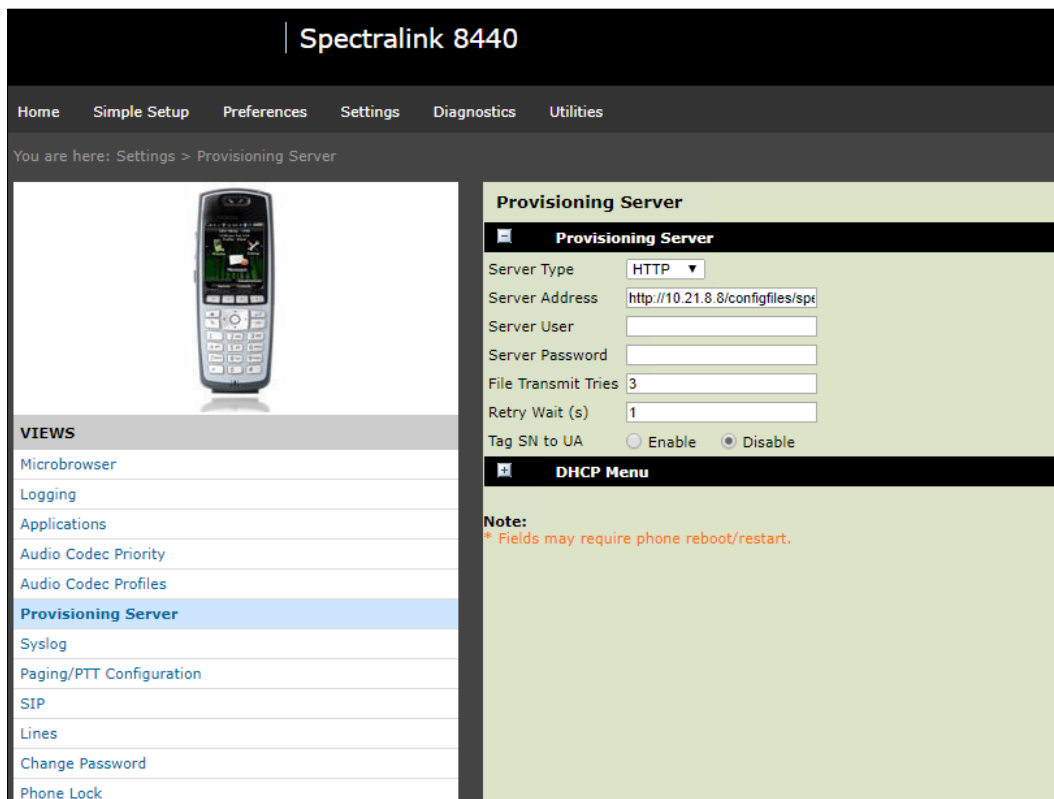 Spectralink 8440
Home Simple Setup Preferences Settings Diagnostics Utilities
You are here: Settings > Provisioning Server
VIEWS
Microbrowser
Logging
Applications
Audio Codec Priority
Audio Codec Profiles
Provisioning Server
Syslog
Paging/PTT Configuration
SIP
Lines
Change Password
Phone Lock
Provisioning Server
Provisioning Server
Server Type HTTP
Server Address http://10.21.8.8/configfiles/spe
Server User
Server Password
File Transmit Tries 3
Retry Wait (s) 1
Tag SN to UA Enable Disable
DHCP Menu
Note:
* Fields may require phone reboot/restart.